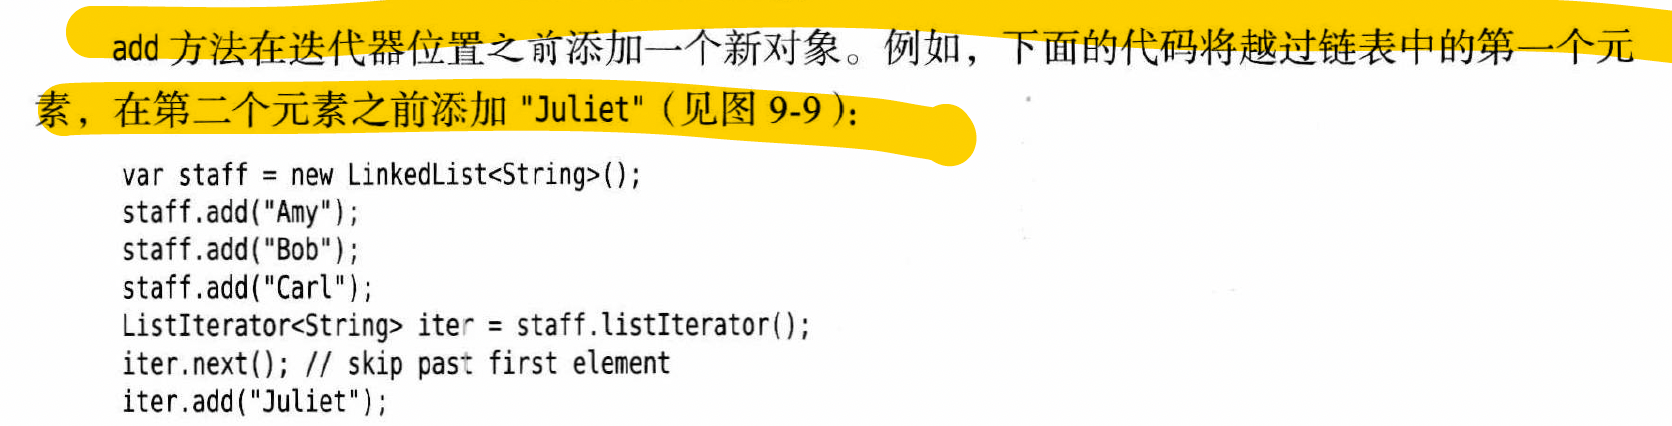 add 方法在迭代器位置之前添加一个新对象。例如，下面的代码将越过链表中的第一个元
素，在第二个元素之前添加 "Juliet"（见图 9-9）：
var staff = new LinkedList<String>();
staff.add("Amy");
staff.add("Bob");
staff.add("Carl");
ListIterator<String> iter = staff.listIterator();
iter.next(); // skip past first element
iter.add("Juliet");